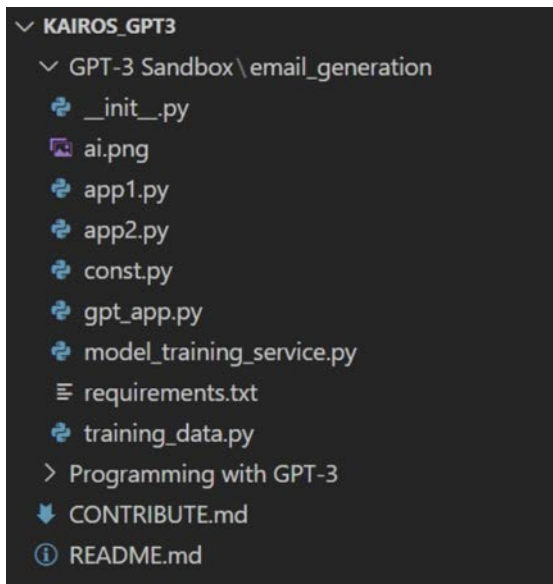 KAIROS_GPT3
GPT-3 Sandbox\email_generation
__init__.py
ai.png
app1.py
app2.py
const.py
gpt_app.py
model_training_service.py
requirements.txt
training_data.py
Programming with GPT-3
CONTRIBUTE.md
README.md